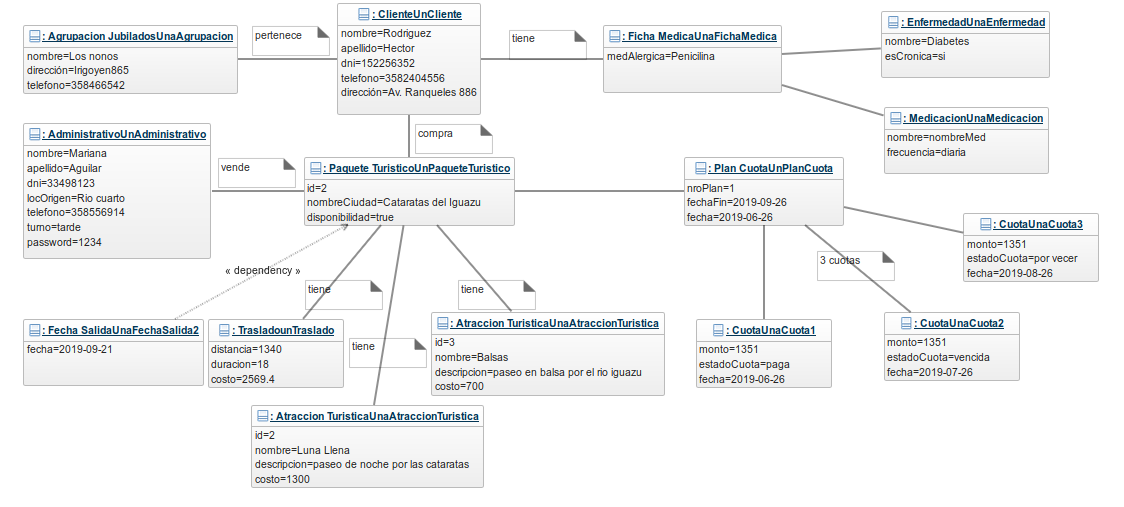 : Agrupacion JubiladosUnaAgrupacion
nombre=Los nonos
dirección=Irigoyen865
telefono=358466542
pertenece
: ClienteUnCliente
nombre=Rodriguez
apellido=Hector
dni=152256352
telefono=3582404556
dirección=Av. Ranqueles 886
tiene
: Ficha MedicaUnaFichaMedica
medAlergica=Penicilina
: EnfermedadUnaEnfermedad
nombre=Diabetes
esCronica=si
: MedicacionUnaMedicacion
nombre=nombreMed
frecuencia=diaria
: AdministrativoUnAdministrativo
nombre=Mariana
apellido=Aguilar
dni=33498123
locOrigen=Rio cuarto
telefono=358556914
turno=tarde
password=1234
vende
compra
: Paquete TuristicoUnPaqueteTuristico
id=2
nombreCiudad=Cataratas del Iguazu
disponibilidad=true
: Plan CuotaUnPlanCuota
nroPlan=1
fechaFin=2019-09-26
fecha=2019-06-26
: CuotaUnaCuota3
monto=1351
estadoCuota=por vecer
fecha=2019-08-26
3 cuotas
« dependency »
tiene
tiene
tiene
: Fecha SalidaUnaFechaSalida2
fecha=2019-09-21
: TrasladounTraslado
distancia=1340
duracion=18
costo=2569.4
: Atraccion TuristicaUnaAtraccionTuristica
id=3
nombre=Balsas
descripcion=paseo en balsa por el rio iguazu
costo=700
: CuotaUnaCuota1
monto=1351
estadoCuota=paga
fecha=2019-06-26
: CuotaUnaCuota2
monto=1351
estadoCuota=vencida
fecha=2019-07-26
: Atraccion TuristicaUnaAtraccionTuristica
id=2
nombre=Luna Llena
descripcion=paseo de noche por las cataratas
costo=1300